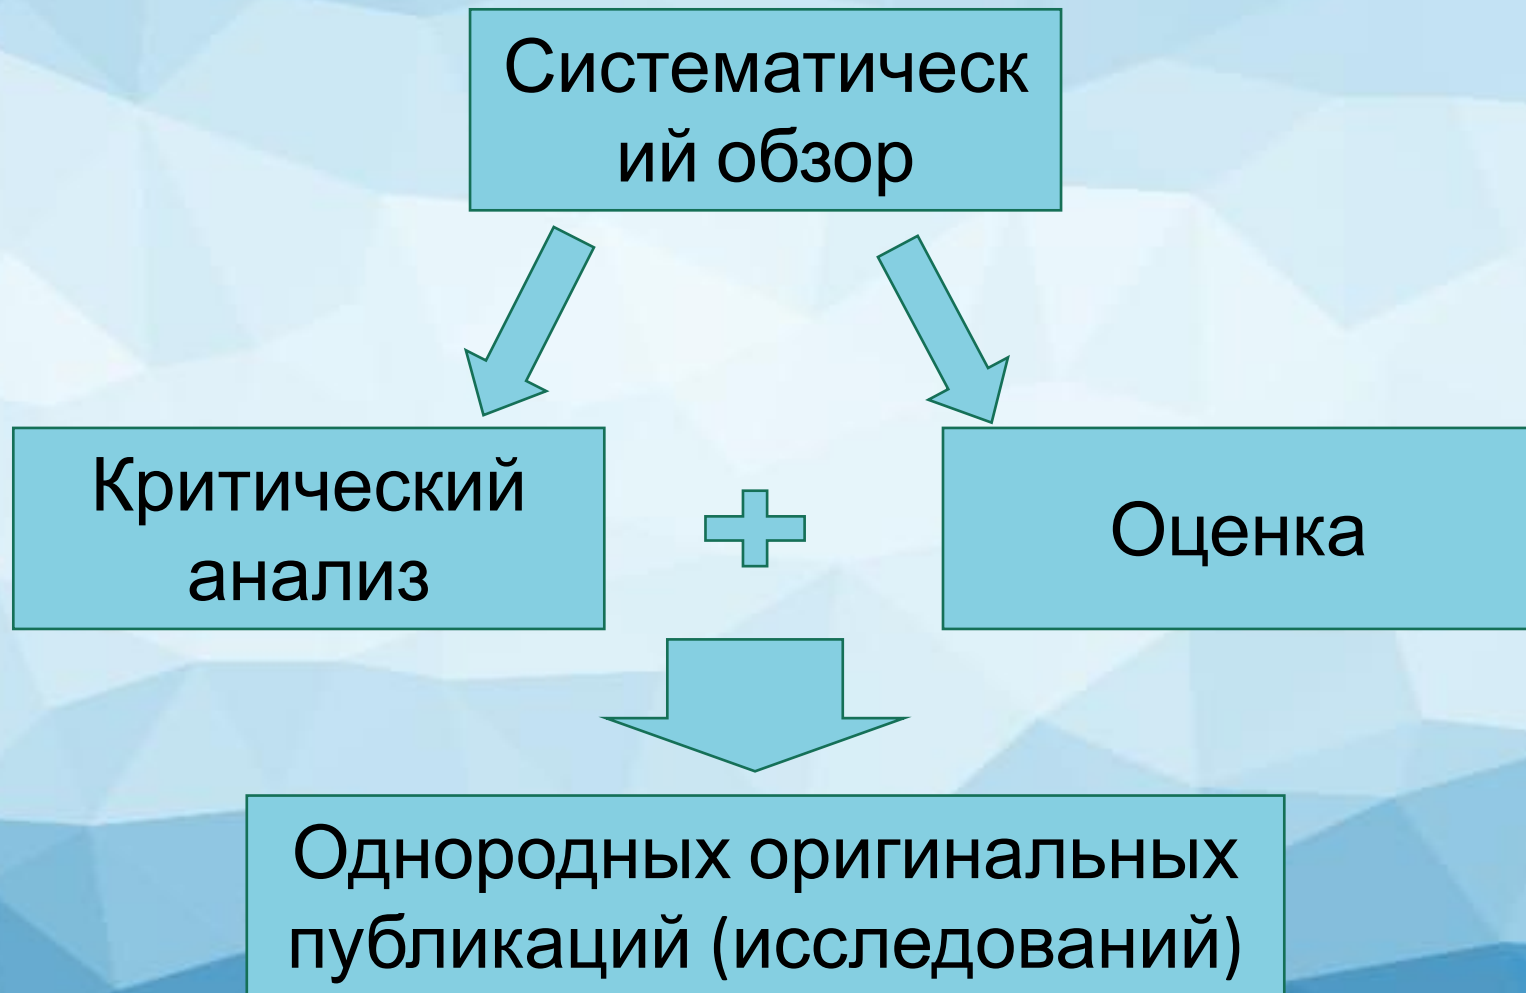 Систематическ
ий обзор
Критический
анализ
Оценка
Однородных оригинальных
публикаций (исследований)